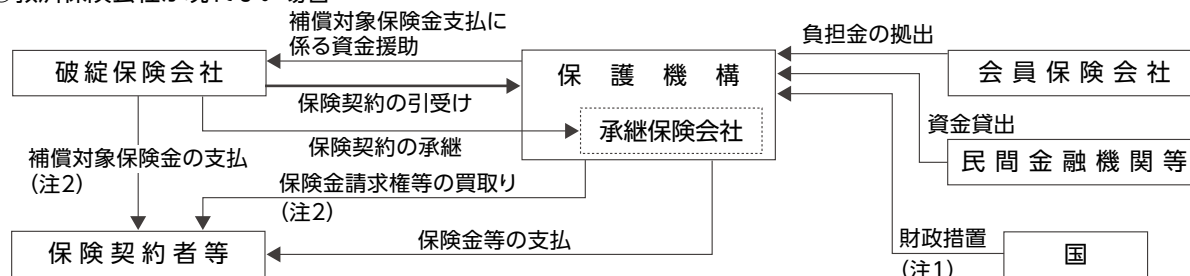 補償対象保険金支払に
係る資金援助
破綻保険会社
保険契約の引受け
保険契約の承継
保護機構
承継保険会社
負担金の拠出
会員保険会社
資金貸出
民間金融機関等
補償対象保険金の支払
(注2)
保険金請求権等の買取り
(注2)
保険契約者等
保険金等の支払
財政措置
(注1)
国